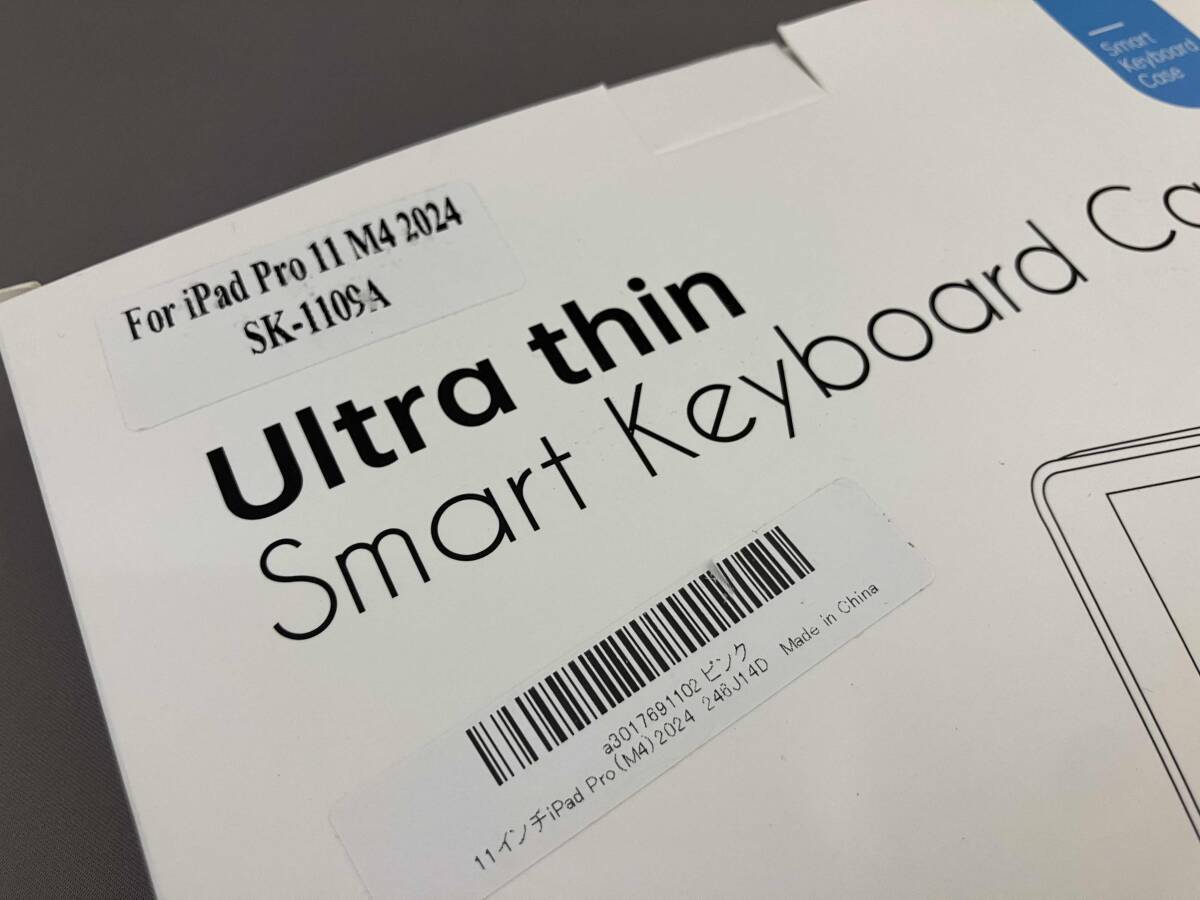 Smart
Keyboard
Case
For iPad Pro 11 M4 2024
SK-1109A
Ultra thin
Smart Keyboard Ca
a3017691102 ピンク
11インチiPad Pro(M4)2024 246J14D Made in China